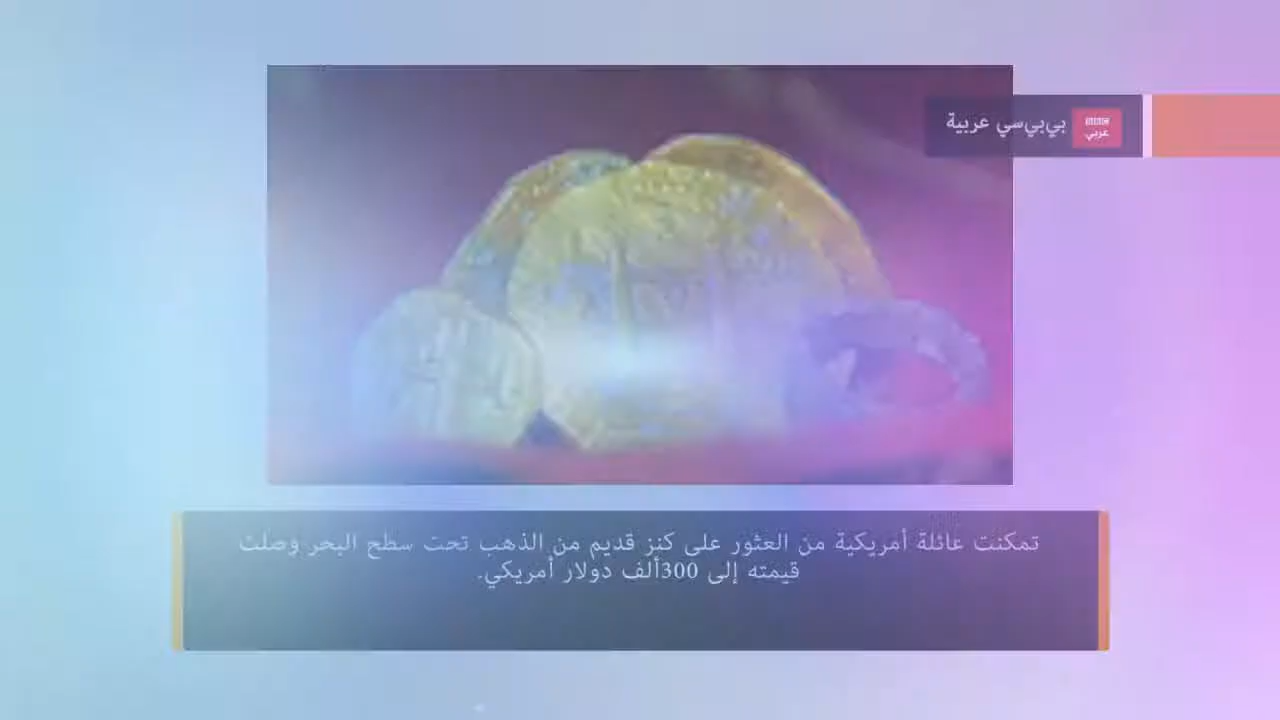 BBC
عربي
بي‌بي‌سي عربية
تمكنت عائلة أمريكية من العثور على كنز قديم من الذهب تحت سطح البحر وصلت
قيمته إلى 300ألف دولار أمريكي.